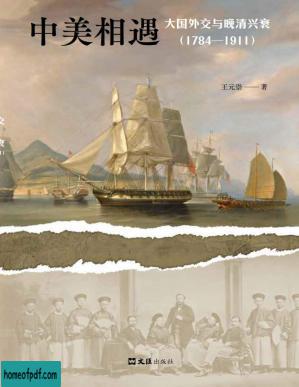 中美相遇
大国外交与晚清兴衰
(1784—1911)
王元崇——著
文汇出版社
homeofpdf.com